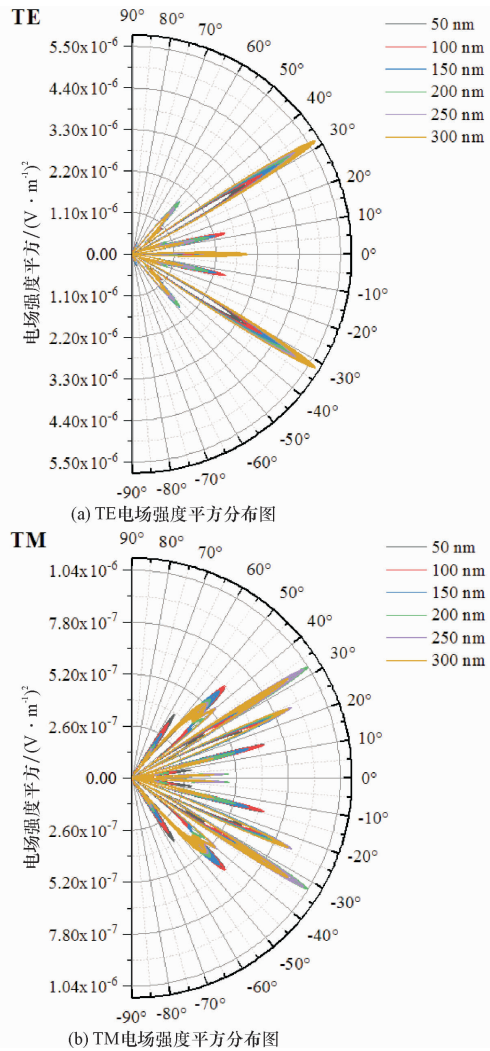 TE
90°
80°
70°
60°
50°
40°
30°
20°
10°
0°
-10°
-20°
-30°
-40°
-50°
-60°
-70°
-80°
-90°
5.50x10⁻⁶
4.40x10⁻⁶
3.30x10⁻⁶
2.20x10⁻⁶
1.10x10⁻⁶
0.00
1.10x10⁻⁶
2.20x10⁻⁶
3.30x10⁻⁶
4.40x10⁻⁶
5.50x10⁻⁶
电场强度平方/(V·m⁻¹)²
50 nm
100 nm
150 nm
200 nm
250 nm
300 nm
(a) TE电场强度平方分布图
TM
90°
80°
70°
60°
50°
40°
30°
20°
10°
0°
-10°
-20°
-30°
-40°
-50°
-60°
-70°
-80°
-90°
1.04x10⁻⁶
7.80x10⁻⁷
5.20x10⁻⁷
2.60x10⁻⁷
0.00
2.60x10⁻⁷
5.20x10⁻⁷
7.80x10⁻⁷
1.04x10⁻⁶
电场强度平方/(V·m⁻¹)²
50 nm
100 nm
150 nm
200 nm
250 nm
300 nm
(b) TM电场强度平方分布图